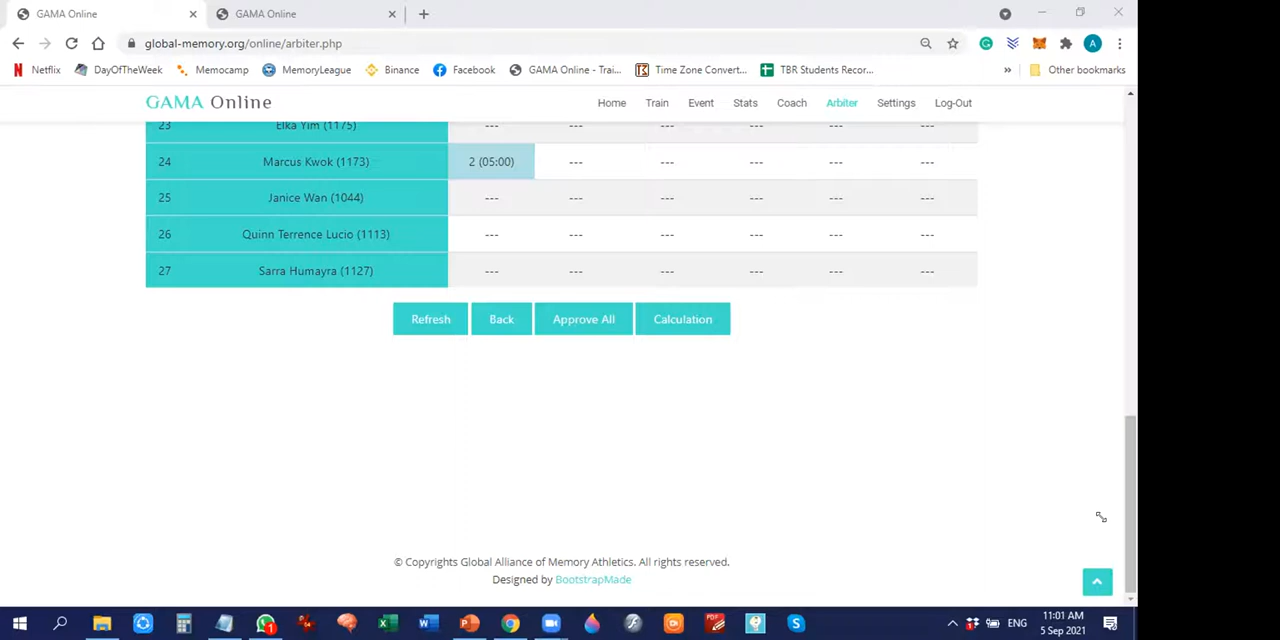 GAMA Online
GAMA Online
global-memory.org/online/arbiter.php
Netflix DayOfTheWeek Memocamp MemoryLeague Binance Facebook GAMA Online - Trai... Time Zone Convert... TBR Students Recor... » Other bookmarks
GAMA Online Home Train Event Stats Coach Arbiter Settings Log-Out
23 Elka Yim (1175) --- --- --- --- --- ---
24 Marcus Kwok (1173) 2 (05:00) --- --- --- --- ---
25 Janice Wan (1044) --- --- --- --- --- ---
26 Quinn Terrence Lucio (1113) --- --- --- --- --- ---
27 Sarra Humayra (1127) --- --- --- --- --- ---
Refresh Back Approve All Calculation
© Copyrights Global Alliance of Memory Athletics. All rights reserved.
Designed by BootstrapMade
ENG 11:01 AM
5 Sep 2021